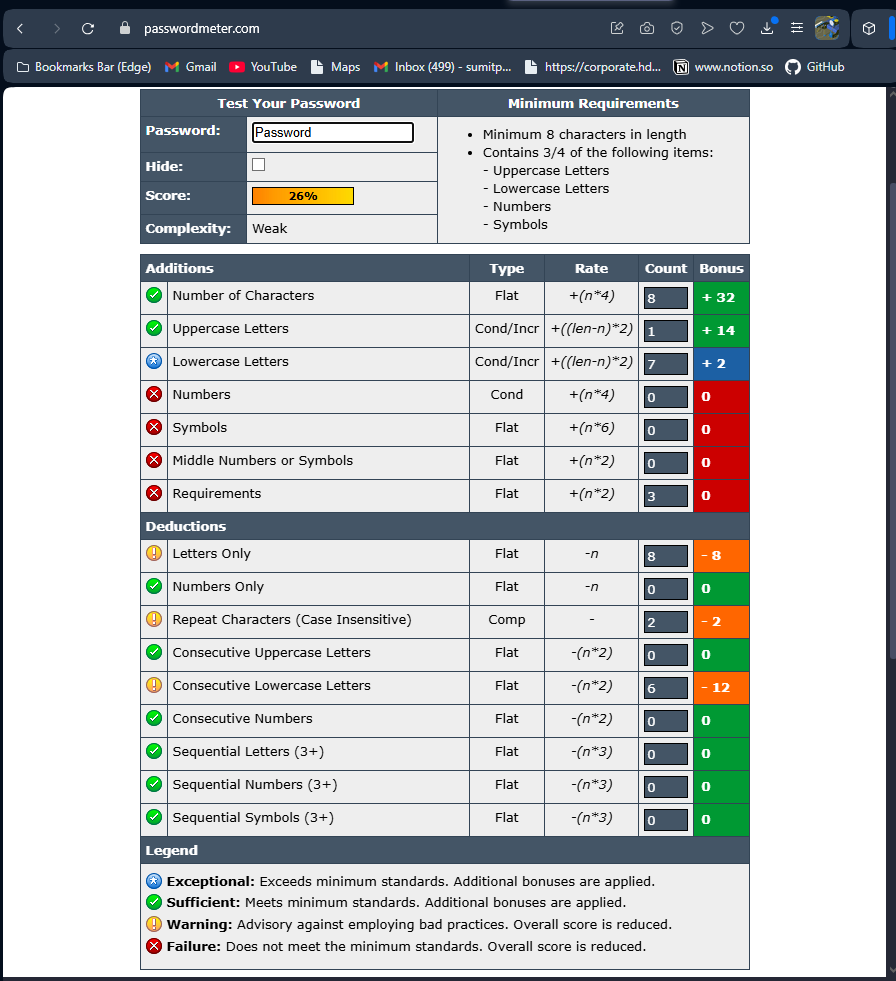 passwordmeter.com
Bookmarks Bar (Edge) Gmail YouTube Maps Inbox (499) - sumitp... https://corporate.hd... www.notion.so GitHub
Test Your Password Minimum Requirements
Password: Password
Hide:
Score: 26%
Complexity: Weak
• Minimum 8 characters in length
• Contains 3/4 of the following items:
- Uppercase Letters
- Lowercase Letters
- Numbers
- Symbols
Additions Type Rate Count Bonus
Number of Characters Flat +(n*4) 8 + 32
Uppercase Letters Cond/Incr +((len-n)*2) 1 + 14
Lowercase Letters Cond/Incr +((len-n)*2) 7 + 2
Numbers Cond +(n*4) 0 0
Symbols Flat +(n*6) 0 0
Middle Numbers or Symbols Flat +(n*2) 0 0
Requirements Flat +(n*2) 3 0
Deductions
Letters Only Flat -n 8 - 8
Numbers Only Flat -n 0 0
Repeat Characters (Case Insensitive) Comp - 2 - 2
Consecutive Uppercase Letters Flat -(n*2) 0 0
Consecutive Lowercase Letters Flat -(n*2) 6 - 12
Consecutive Numbers Flat -(n*2) 0 0
Sequential Letters (3+) Flat -(n*3) 0 0
Sequential Numbers (3+) Flat -(n*3) 0 0
Sequential Symbols (3+) Flat -(n*3) 0 0
Legend
Exceptional: Exceeds minimum standards. Additional bonuses are applied.
Sufficient: Meets minimum standards. Additional bonuses are applied.
Warning: Advisory against employing bad practices. Overall score is reduced.
Failure: Does not meet the minimum standards. Overall score is reduced.